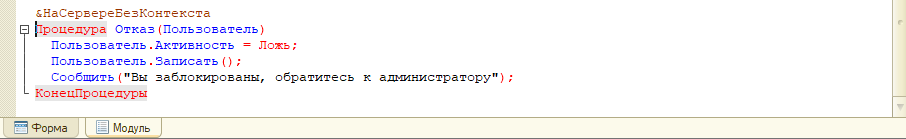 &НаСервереБезКонтекста
Процедура Отказ(Пользователь)
Пользователь.Активность = Ложь;
Пользователь.Записать();
Сообщить("Вы заблокированы, обратитесь к администратору");
КонецПроцедуры
Форма Модуль